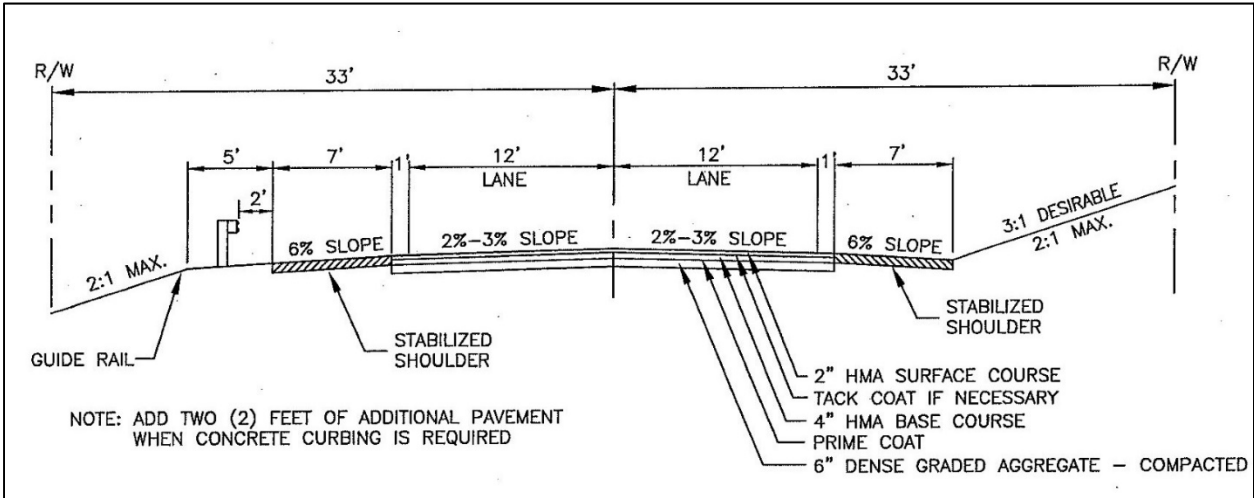 R/W
R/W
33'
33'
5'
7'
1'
12'
12'
1'
7'
LANE
LANE
2'
6% SLOPE
2%-3% SLOPE
2%-3% SLOPE
6% SLOPE
3:1 DESIRABLE
2:1 MAX.
2:1 MAX.
GUIDE RAIL
STABILIZED
SHOULDER
STABILIZED
SHOULDER
2" HMA SURFACE COURSE
TACK COAT IF NECESSARY
4" HMA BASE COURSE
PRIME COAT
6" DENSE GRADED AGGREGATE – COMPACTED
NOTE: ADD TWO (2) FEET OF ADDITIONAL PAVEMENT
WHEN CONCRETE CURBING IS REQUIRED